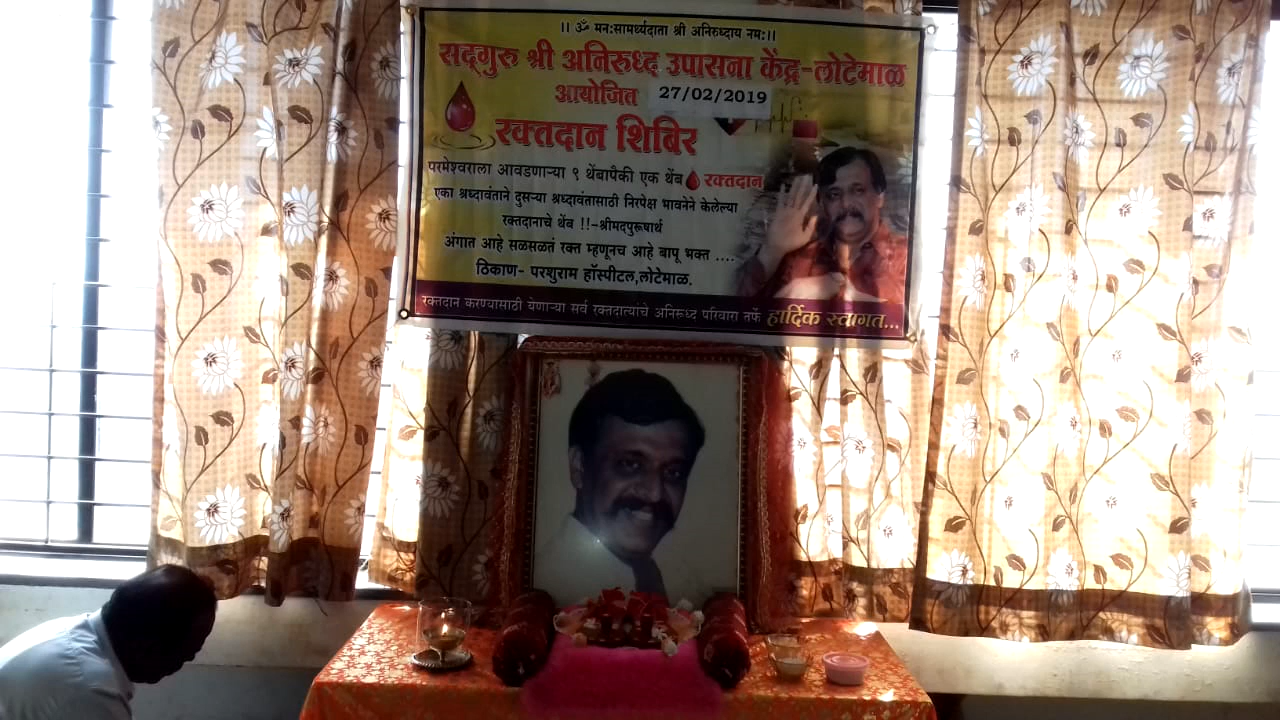 ।। ॐ मन:सामर्थ्यदाता श्री अनिरुध्दाय नम:।।
सद्‌गुरु श्री अनिरुध्द उपासना केंद्र-लोटेमाळ
आयोजित 27/02/2019
रक्तदान शिबिर
परमेश्वराला आवडणाऱ्या ९ थेंबापैकी एक थेंब रक्तदान
एका श्रध्दावंताने दुसऱ्या श्रध्दावंतासाठी निरपेक्ष भावनेने केलेल्या
रक्तदानाचे थेंब !!-श्रीमदपुरूषार्थ
अंगात आहे सळसळतं रक्त म्हणूनच आहे बापू भक्त ....
ठिकाण- परशुराम हॉस्पीटल,लोटेमाळ.
रक्तदान करण्यासाठी येणाऱ्या सर्व रक्तदात्यांचे अनिरूध्द परिवारा तर्फे हार्दिक स्वागत...